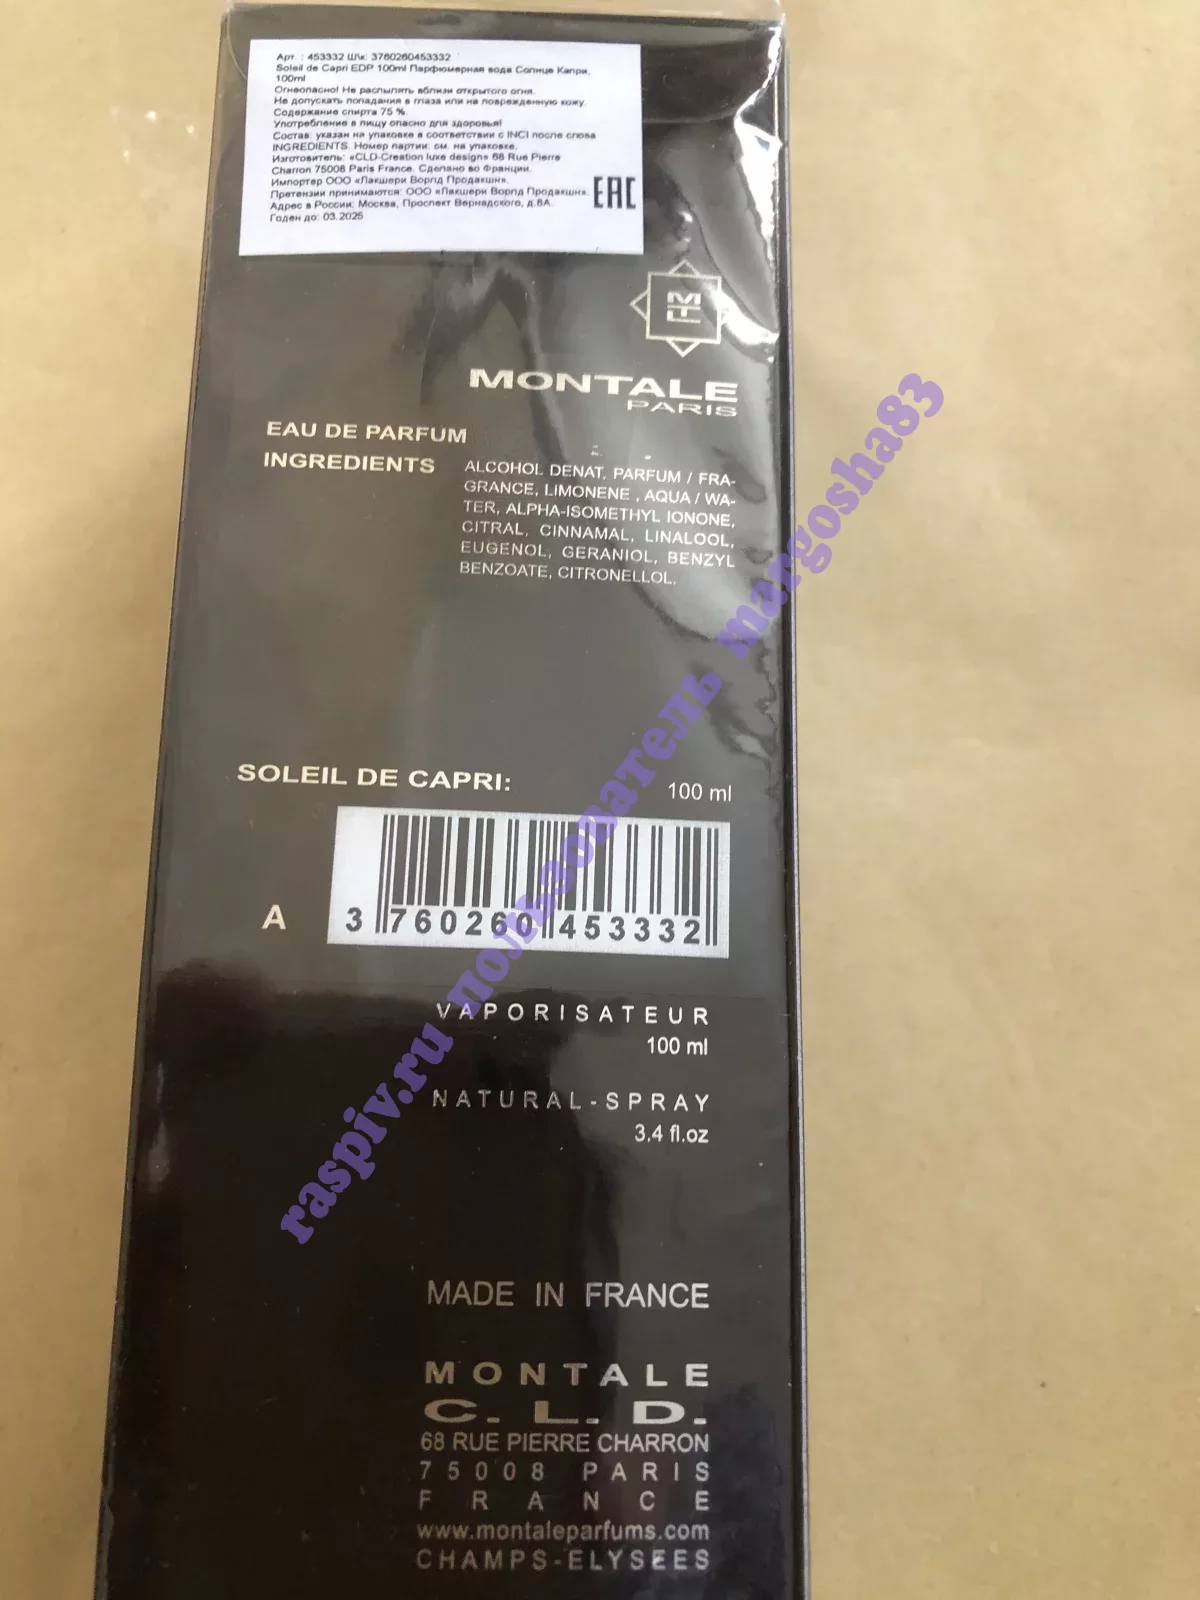 Арт. : 453332 Ш\к: 3760260453332
Soleil de Capri EDP 100ml Парфюмерная вода Солнце Капри,
100ml
Огнеопасно! Не распылять вблизи открытого огня.
Не допускать попадания в глаза или на поврежденную кожу.
Содержание спирта 75 %.
Употребление в пищу опасно для здоровья!
Состав: указан на упаковке в соответствии с INCI после слова
INGREDIENTS. Номер партии: см. на упаковке.
Изготовитель: «CLD-Creation luxe design» 68 Rue Pierre
Charron 75008 Paris France. Сделано во Франции.
Импортер ООО «Лакшери Ворлд Продакшн».
Претензии принимаются: ООО «Лакшери Ворлд Продакшн».
Адрес в России: Москва, Проспект Вернадского, д.8А.
Годен до: 03.2025
EAC
MTL
MONTALE
PARIS
EAU DE PARFUM
INGREDIENTS
ALCOHOL DENAT, PARFUM / FRA-
GRANCE, LIMONENE , AQUA / WA-
TER, ALPHA-ISOMETHYL IONONE,
CITRAL, CINNAMAL, LINALOOL,
EUGENOL, GERANIOL, BENZYL
BENZOATE, CITRONELLOL.
SOLEIL DE CAPRI:
100 ml
A
3 760260 453332
VAPORISATEUR
100 ml
NATURAL-SPRAY
3.4 fl.oz
MADE IN FRANCE
MONTALE
C. L. D.
68 RUE PIERRE CHARRON
75008 PARIS
FRANCE
www.montaleparfums.com
CHAMPS-ELYSEES
raspiv.ru пользователь margosha83